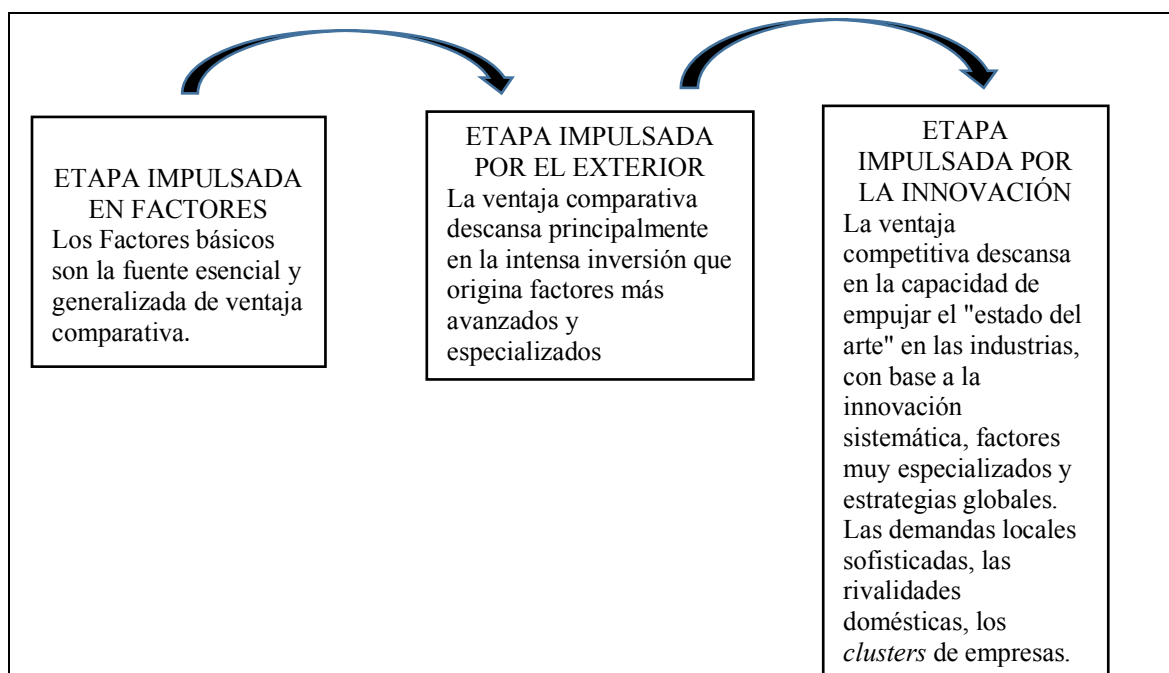 ETAPA IMPULSADA
EN FACTORES
Los Factores básicos
son la fuente esencial y
generalizada de ventaja
comparativa.
ETAPA IMPULSADA
POR EL EXTERIOR
La ventaja comparativa
descansa principalmente
en la intensa inversión que
origina factores más
avanzados y
especializados
ETAPA
IMPULSADA POR
LA INNOVACIÓN
La ventaja
competitiva descansa
en la capacidad de
empujar el "estado del
arte" en las industrias,
con base a la
innovación
sistemática, factores
muy especializados y
estrategias globales.
Las demandas locales
sofisticadas, las
rivalidades
domésticas, los
clusters de empresas.